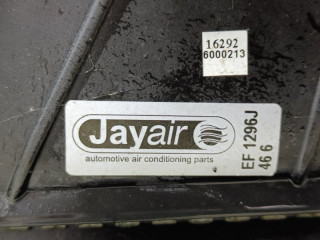 16292
6000213
Jayair
automotive air conditioning parts
EF 1296J
46 6